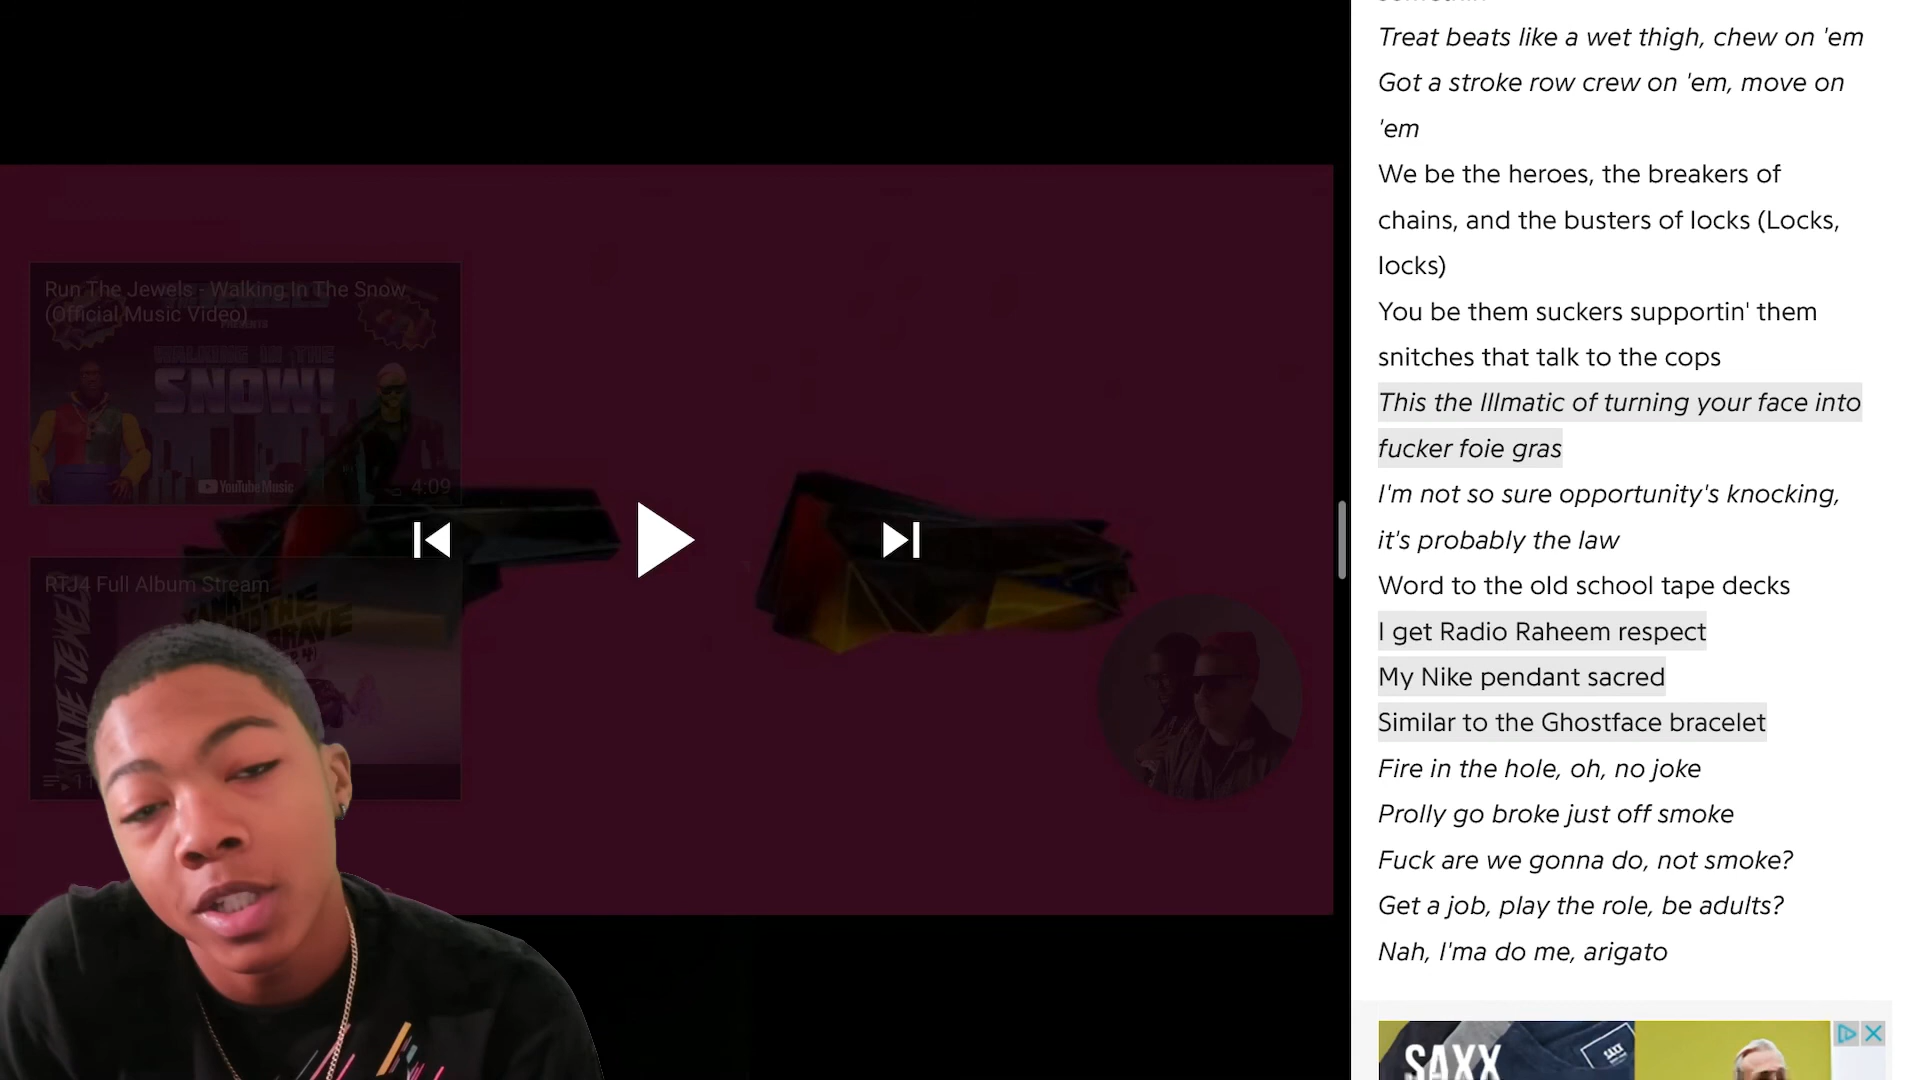 Run The Jewels - Walking In The Snow
(Official Music Video)
PRESENTS
WALKING IN THE
SNOW!
YouTube Music
4:09
RTJ4 Full Album Stream
Treat beats like a wet thigh, chew on 'em
Got a stroke row crew on 'em, move on
'em
We be the heroes, the breakers of
chains, and the busters of locks (Locks,
locks)
You be them suckers supportin' them
snitches that talk to the cops
This the Illmatic of turning your face into
fucker foie gras
I'm not so sure opportunity's knocking,
it's probably the law
Word to the old school tape decks
I get Radio Raheem respect
My Nike pendant sacred
Similar to the Ghostface bracelet
Fire in the hole, oh, no joke
Prolly go broke just off smoke
Fuck are we gonna do, not smoke?
Get a job, play the role, be adults?
Nah, I'ma do me, arigato
SAXX